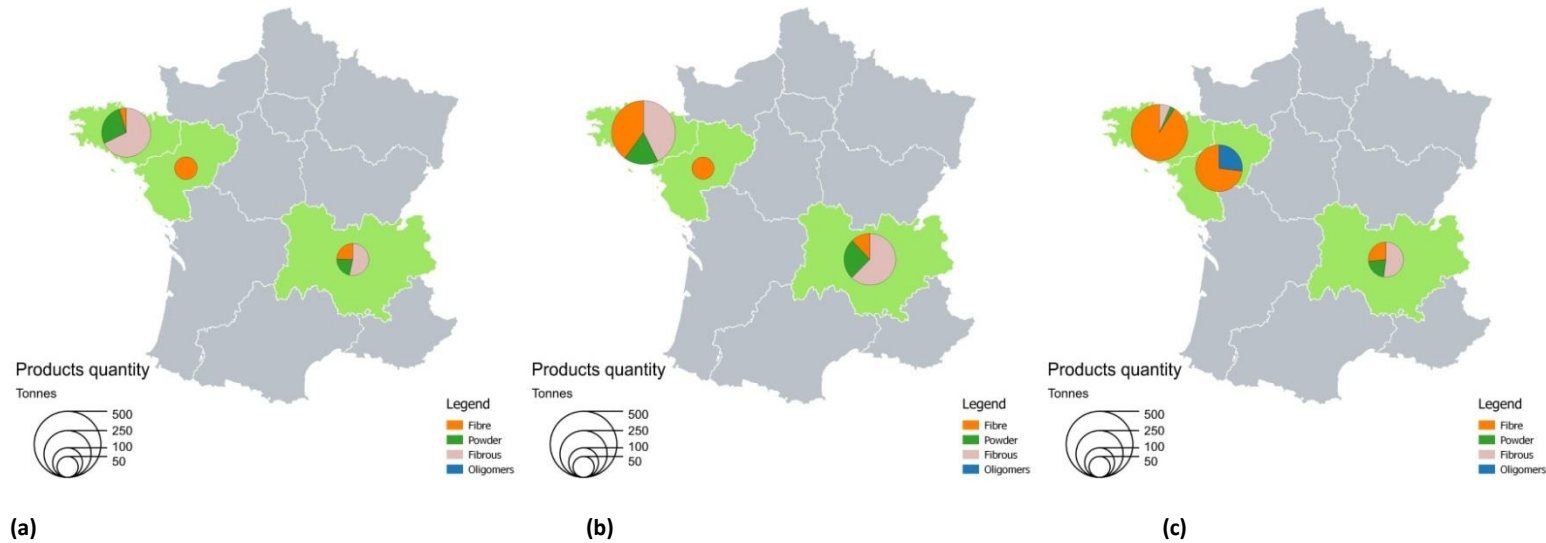 Products quantity
Tonnes
500
250
100
50
Legend
Fibre
Powder
Fibrous
Oligomers
(a)
Products quantity
Tonnes
500
250
100
50
Legend
Fibre
Powder
Fibrous
Oligomers
(b)
Products quantity
Tonnes
500
250
100
50
Legend
Fibre
Powder
Fibrous
Oligomers
(c)